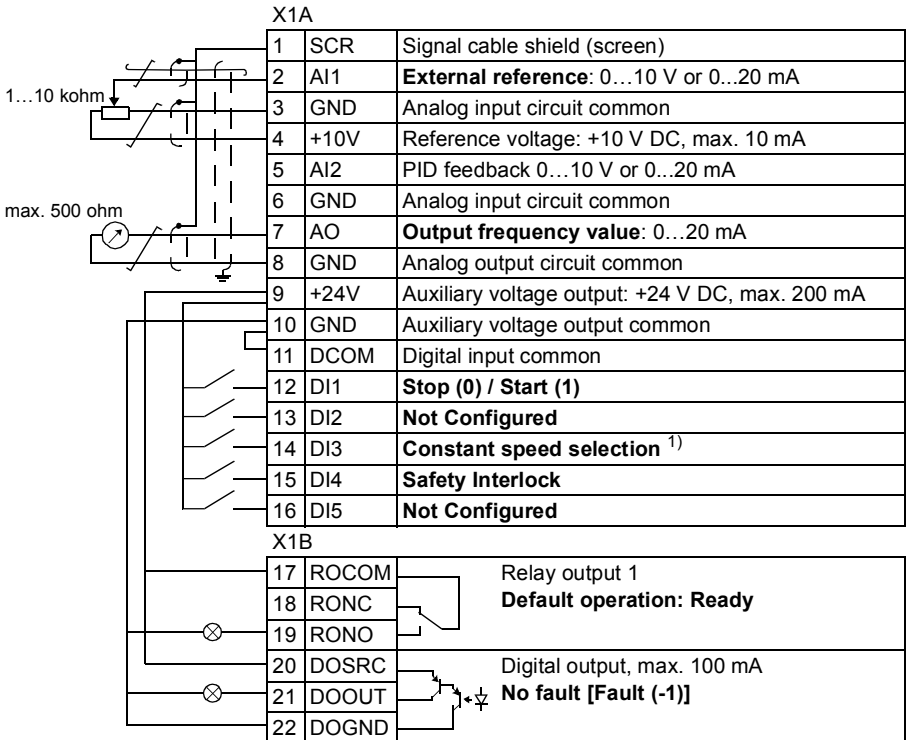 X1A
1 SCR Signal cable shield (screen)
2 AI1 External reference: 0…10 V or 0...20 mA
1…10 kohm
3 GND Analog input circuit common
4 +10V Reference voltage: +10 V DC, max. 10 mA
5 AI2 PID feedback 0…10 V or 0...20 mA
6 GND Analog input circuit common
max. 500 ohm
7 AO Output frequency value: 0…20 mA
8 GND Analog output circuit common
9 +24V Auxiliary voltage output: +24 V DC, max. 200 mA
10 GND Auxiliary voltage output common
11 DCOM Digital input common
12 DI1 Stop (0) / Start (1)
13 DI2 Not Configured
14 DI3 Constant speed selection 1)
15 DI4 Safety Interlock
16 DI5 Not Configured
X1B
17 ROCOM Relay output 1
18 RONC Default operation: Ready
19 RONO
20 DOSRC Digital output, max. 100 mA
21 DOOUT No fault [Fault (-1)]
22 DOGND